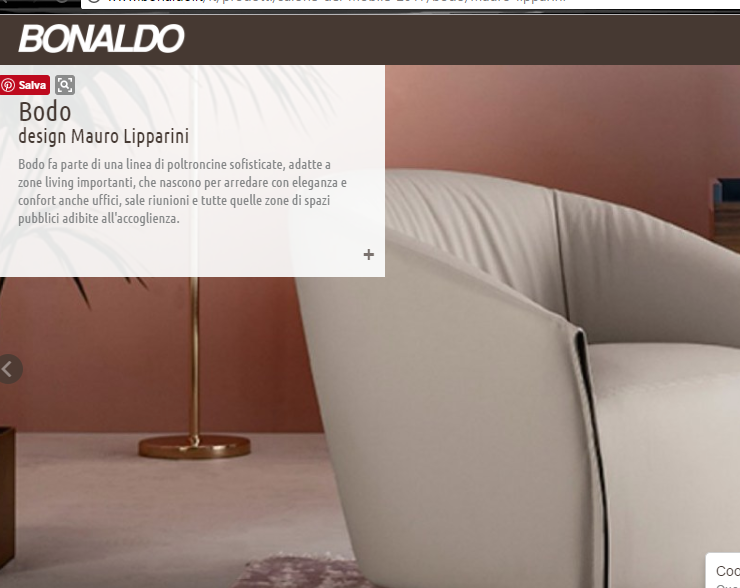 BONALDO
Salva
Bodo
design Mauro Lipparini
Bodo fa parte di una linea di poltroncine sofisticate, adatte a
zone living importanti, che nascono per arredare con eleganza e
confort anche uffici, sale riunioni e tutte quelle zone di spazi
pubblici adibite all'accoglienza.
+